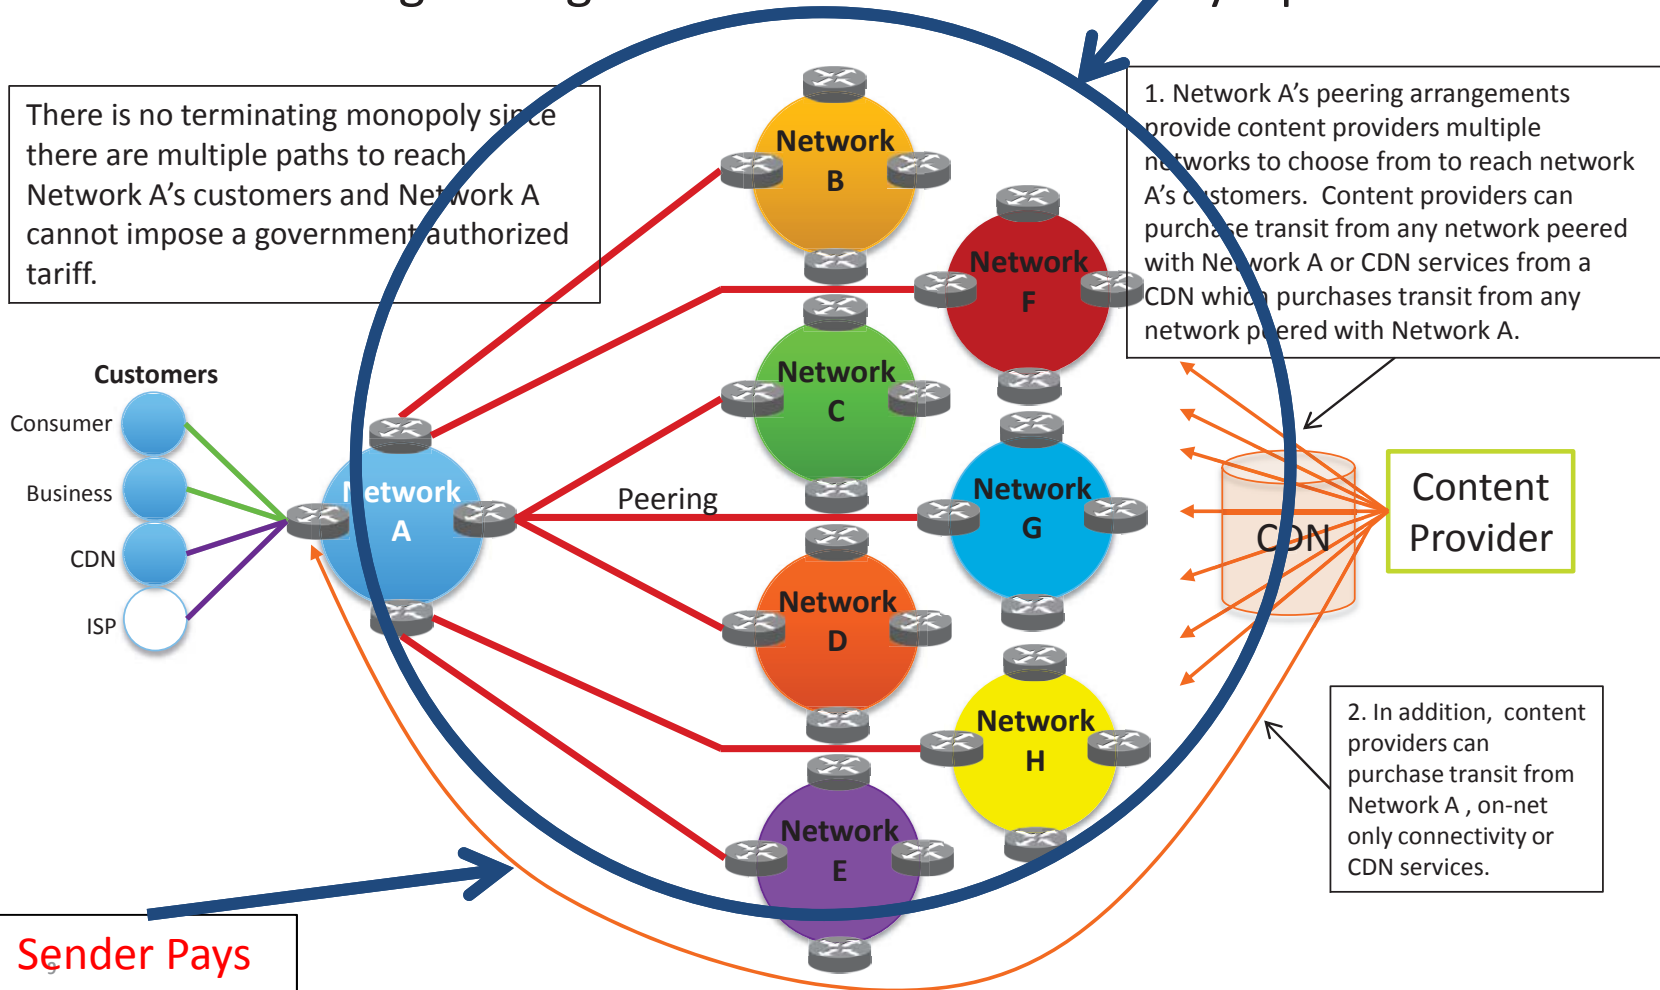 There is no terminating monopoly since
there are multiple paths to reach
Network A's customers and Network A
cannot impose a government authorized
tariff.
1. Network A's peering arrangements
provide content providers multiple
networks to choose from to reach network
A's customers. Content providers can
purchase transit from any network peered
with Network A or CDN services from a
CDN which purchases transit from any
network peered with Network A.
Customers
Consumer
Business
CDN
ISP
Network
A
Peering
Network
B
Network
F
Network
C
Network
G
Network
D
Network
H
Network
E
CDN
Content
Provider
2. In addition, content
providers can
purchase transit from
Network A , on-net
only connectivity or
CDN services.
Sender Pays
9